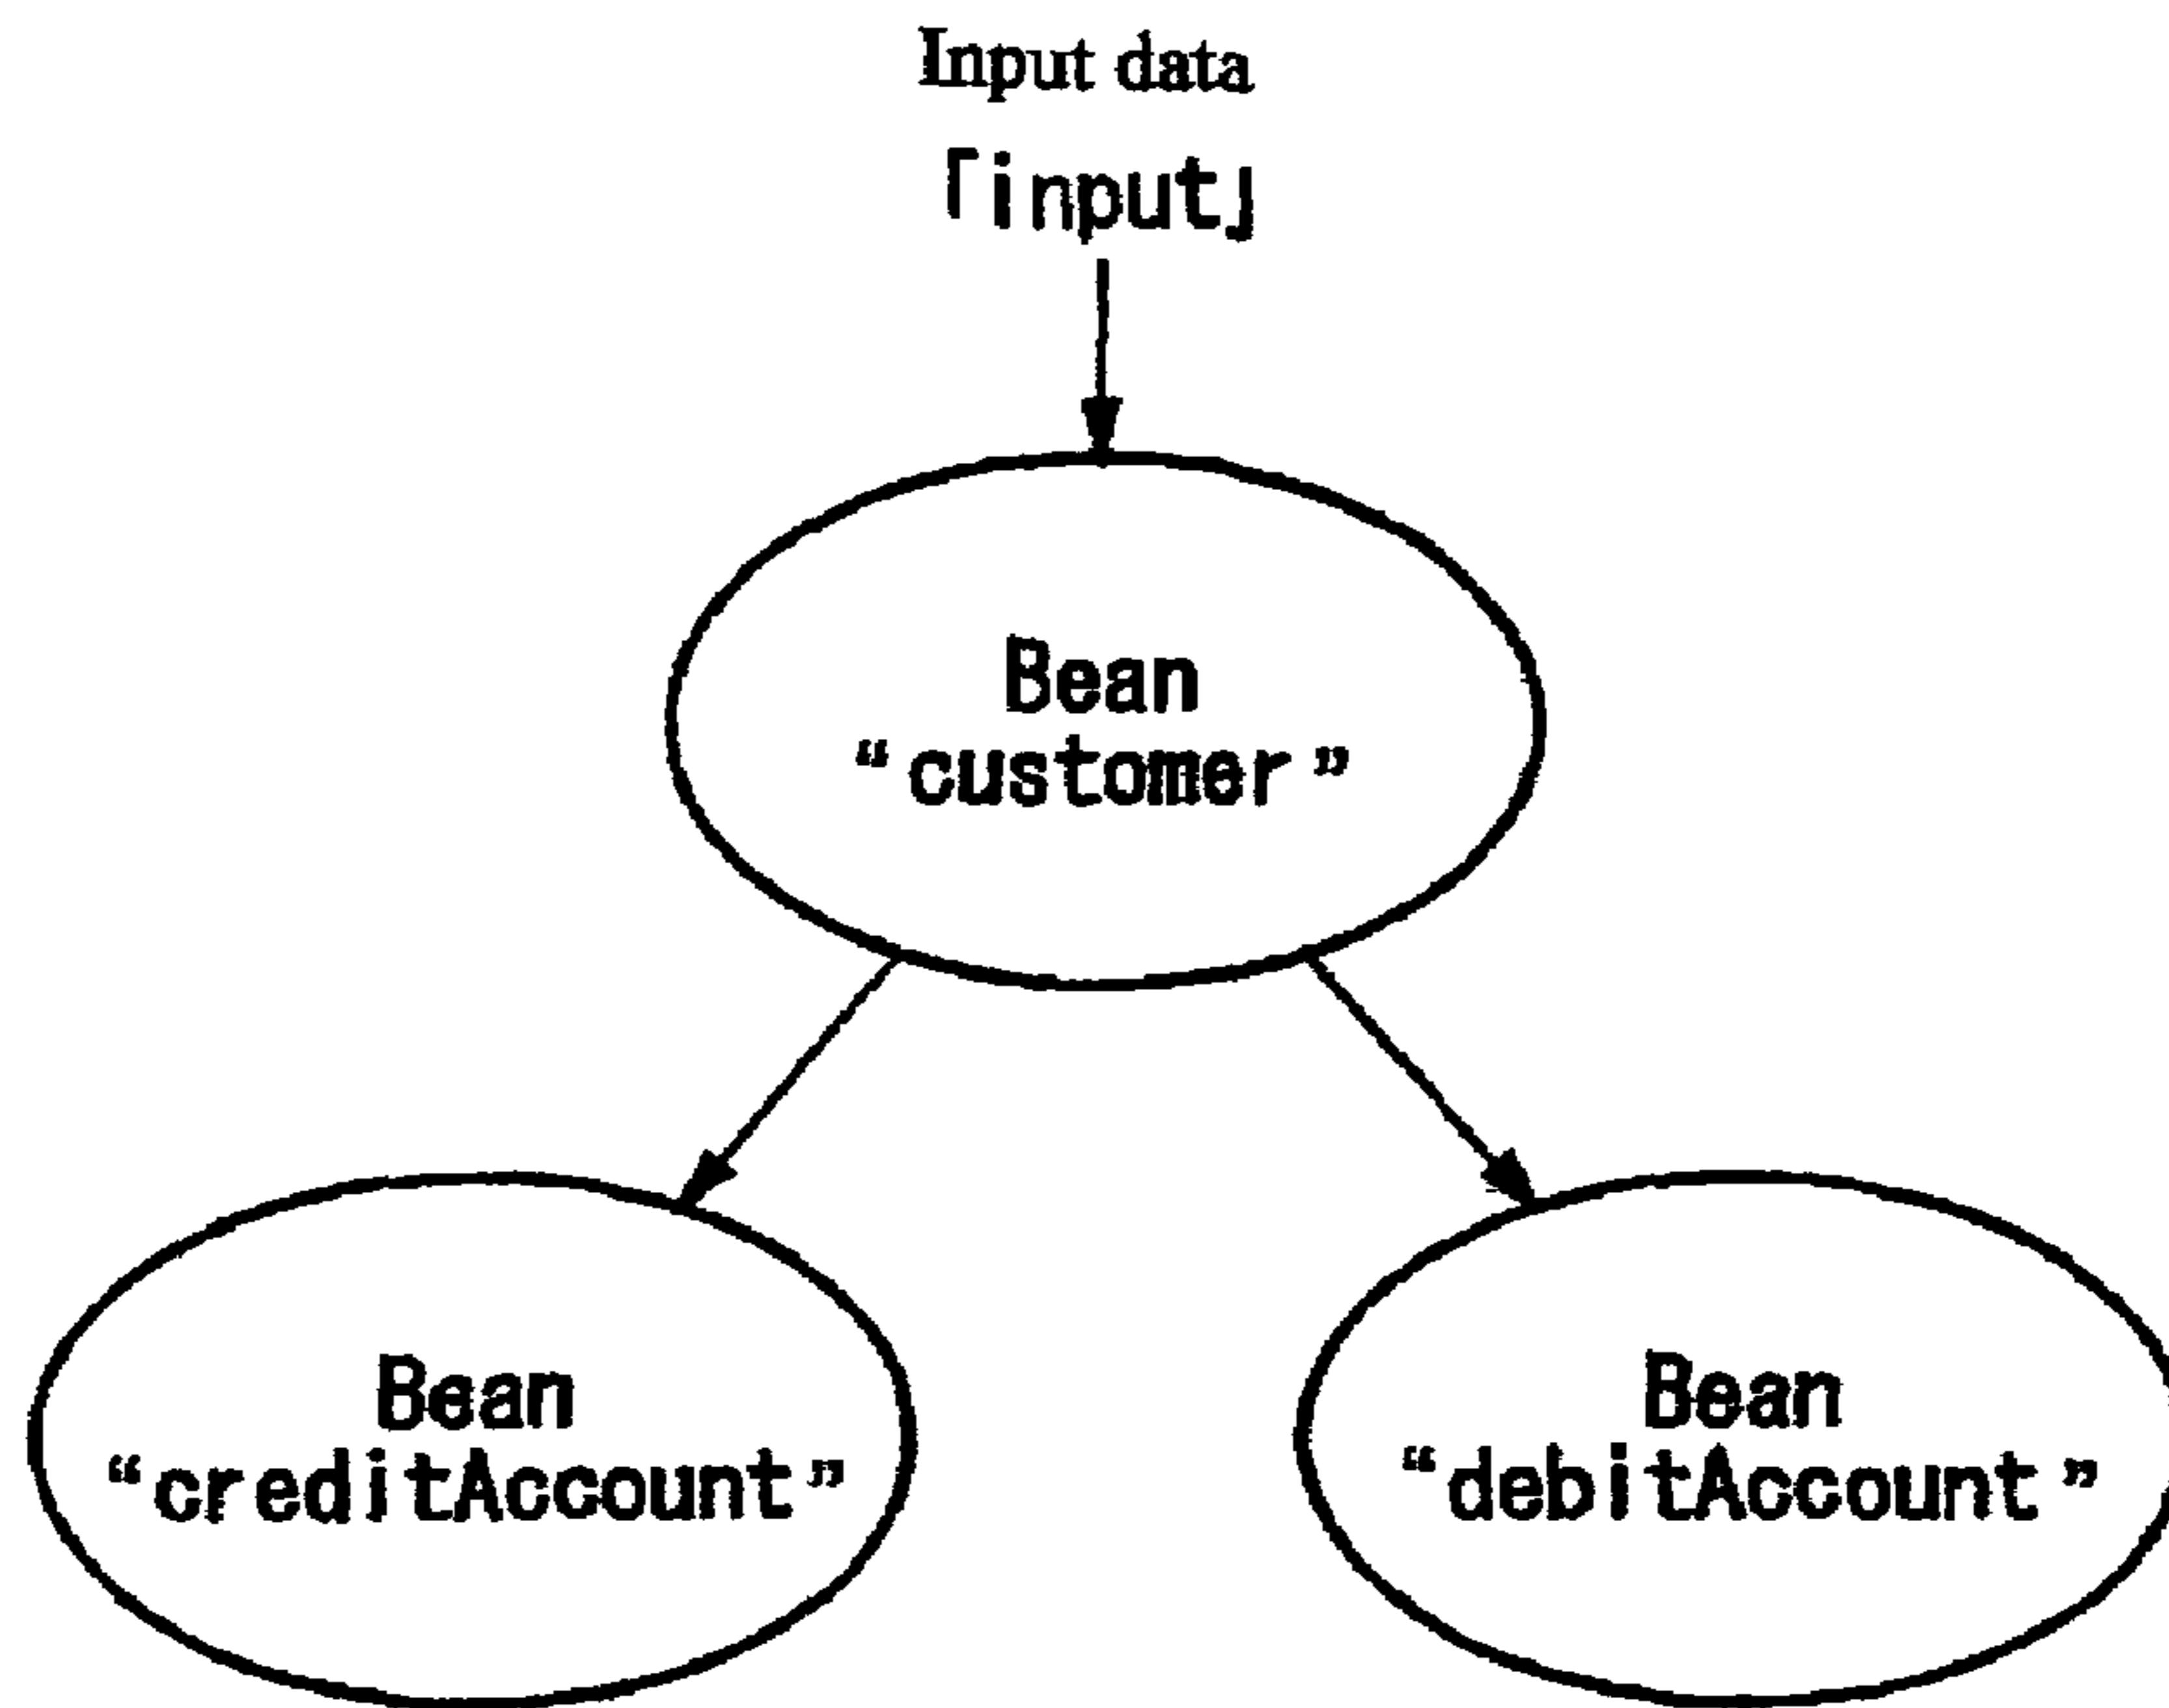 Input data
「input」
Bean
“customer”
Bean
“creditAccount”
Bean
“debitAccount”